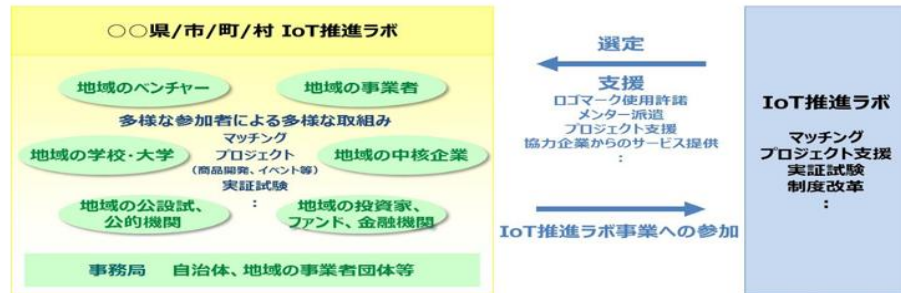 ○○県/市/町/村 IoT推進ラボ
地域のベンチャー
地域の事業者
多様な参加者による多様な取組み
マッチング
プロジェクト
(商品開発、イベント等)
実証試験
:
地域の学校・大学
地域の中核企業
地域の公設試、
公的機関
地域の投資家、
ファンド、金融機関
事務局 自治体、地域の事業者団体等
選定
支援
ロゴマーク使用許諾
メンター派遣
プロジェクト支援
協力企業からのサービス提供
:
IoT推進ラボ事業への参加
IoT推進ラボ
マッチング
プロジェクト支援
実証試験
制度改革
: